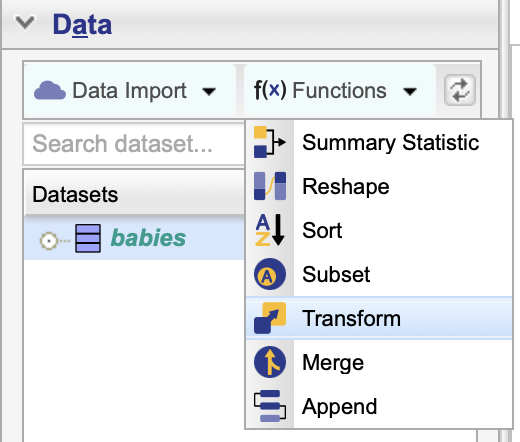 Data
Data Import f(x) Functions
Search dataset...
Summary Statistic
Datasets
Reshape
babies
Sort
Subset
Transform
Merge
Append